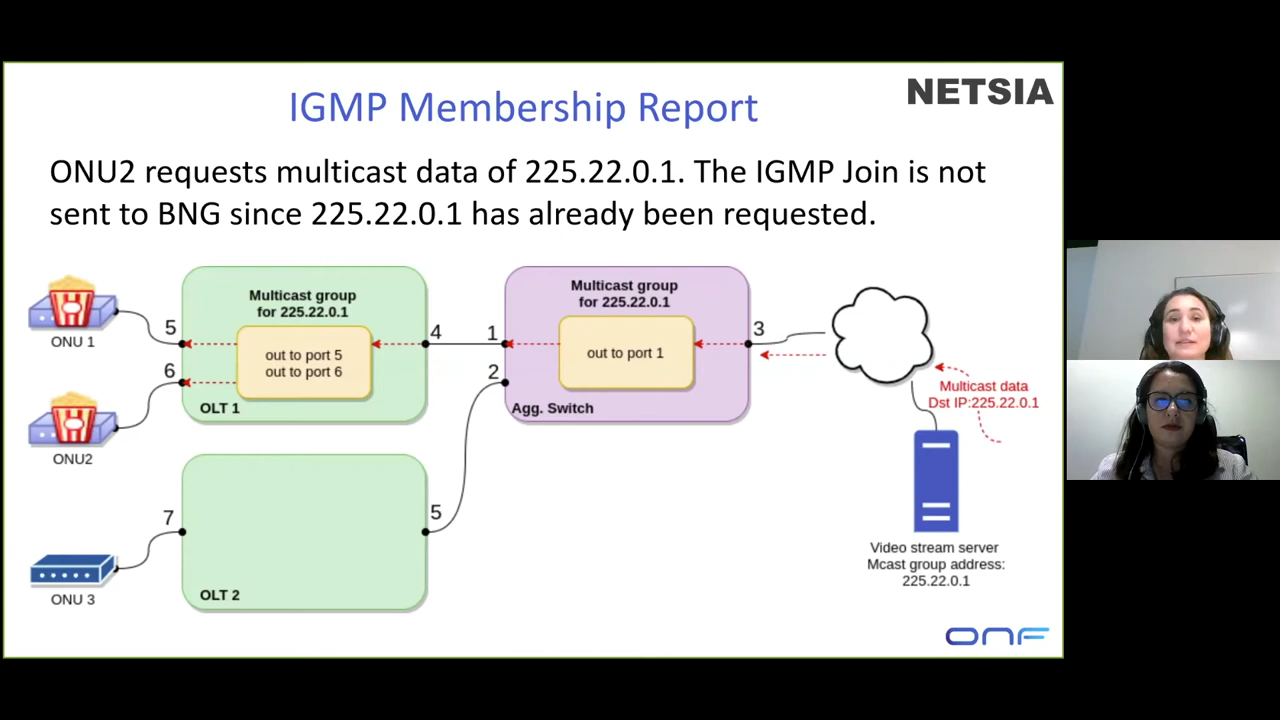 NETSIA
IGMP Membership Report
ONU2 requests multicast data of 225.22.0.1. The IGMP Join is not
sent to BNG since 225.22.0.1 has already been requested.
ONU 1
5
6
Multicast group
for 225.22.0.1
out to port 5
out to port 6
OLT 1
4
1
2
Multicast group
for 225.22.0.1
out to port 1
Agg. Switch
3
Multicast data
Dst IP:225.22.0.1
ONU2
7
OLT 2
5
ONU 3
Video stream server
Mcast group address:
225.22.0.1
ONF